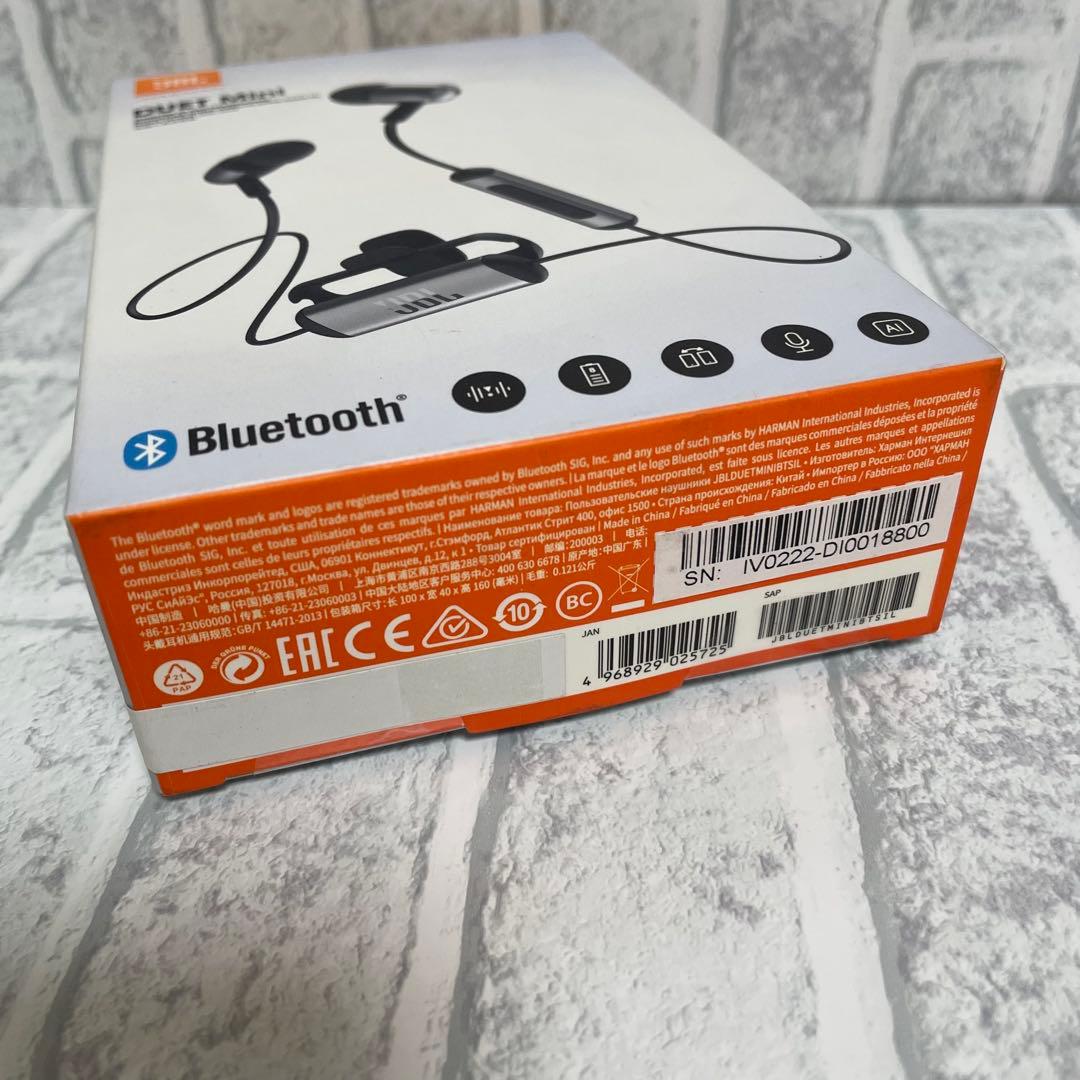 JBL
DUET Mini
JBL
Bluetooth®
AI
The Bluetooth® word mark and logos are registered trademarks owned by Bluetooth SIG, Inc. and any use of such marks by HARMAN International Industries, Incorporated is
under license. Other trademarks and trade names are those of their respective owners. | La marque et le logo Bluetooth® sont des marques commerciales déposées et la propriété
de Bluetooth SIG, Inc. et toute utilisation de ces marques par HARMAN International Industries, Incorporated, est faite sous licence. Les autres marques et appellations
commerciales sont celles de leurs propriétaires respectifs. | Наименование товара: Пользовательские наушники JBLDUETMINIBTSIL • Изготовитель: Харман Интернешнл
Индастриз Инкорпорейтед, США, 06901 Коннектикут, г.Стэмфорд, Атлантик Стрит 400, офис 1500 • Страна происхождения: Китай • Импортер в Россию: ООО "ХАРМАН
РУС СиАйЭс", Россия, 127018, г.Москва, ул. Двинцев, д.12, к 1 • Товар сертифицирован | Made in China / Fabriqué en China / Fabricado en China / Fabbricato nella China /
中国制造 | 哈曼(中国)投资有限公司 | 上海市黄浦区南京西路288号3004室 | 邮编:200003 | 电话:
+86-21-23060000 | 传真: +86-21-23060003 | 中国大陆地区客户服务中心: 400 630 6678 | 原产地: 中国广东 |
头戴耳机通用规范: GB/T 14471-2013 | 包装箱尺寸: 长 100 x 宽 40 x 高 160 (毫米) | 毛重: 0.121公斤
SN: IV0222-DI0018800
21
PAP
DER GRÜNE PUNKT
EAC CE
10
BC
JAN
4 968929 025725
SAP
JBLDUETMINIBTSIL